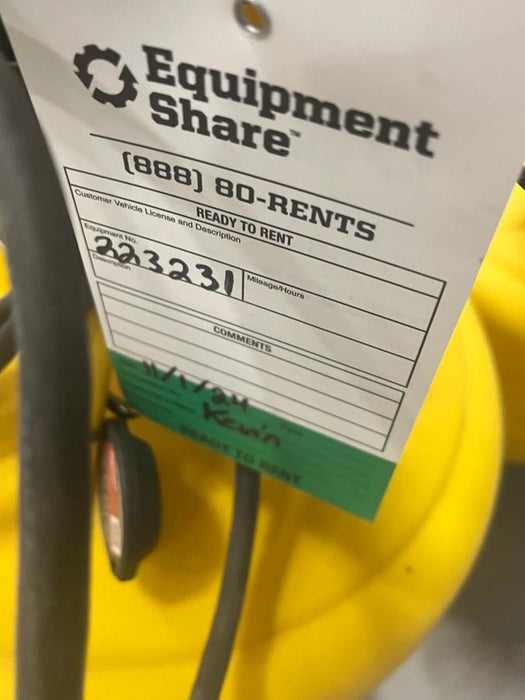 Equipment
Share™
(888) 80-RENTS
READY TO RENT
Customer Vehicle License and Description
Equipment No.
223231
Mileage/Hours
Description
COMMENTS
11/1/24
Kevin
READY TO RENT